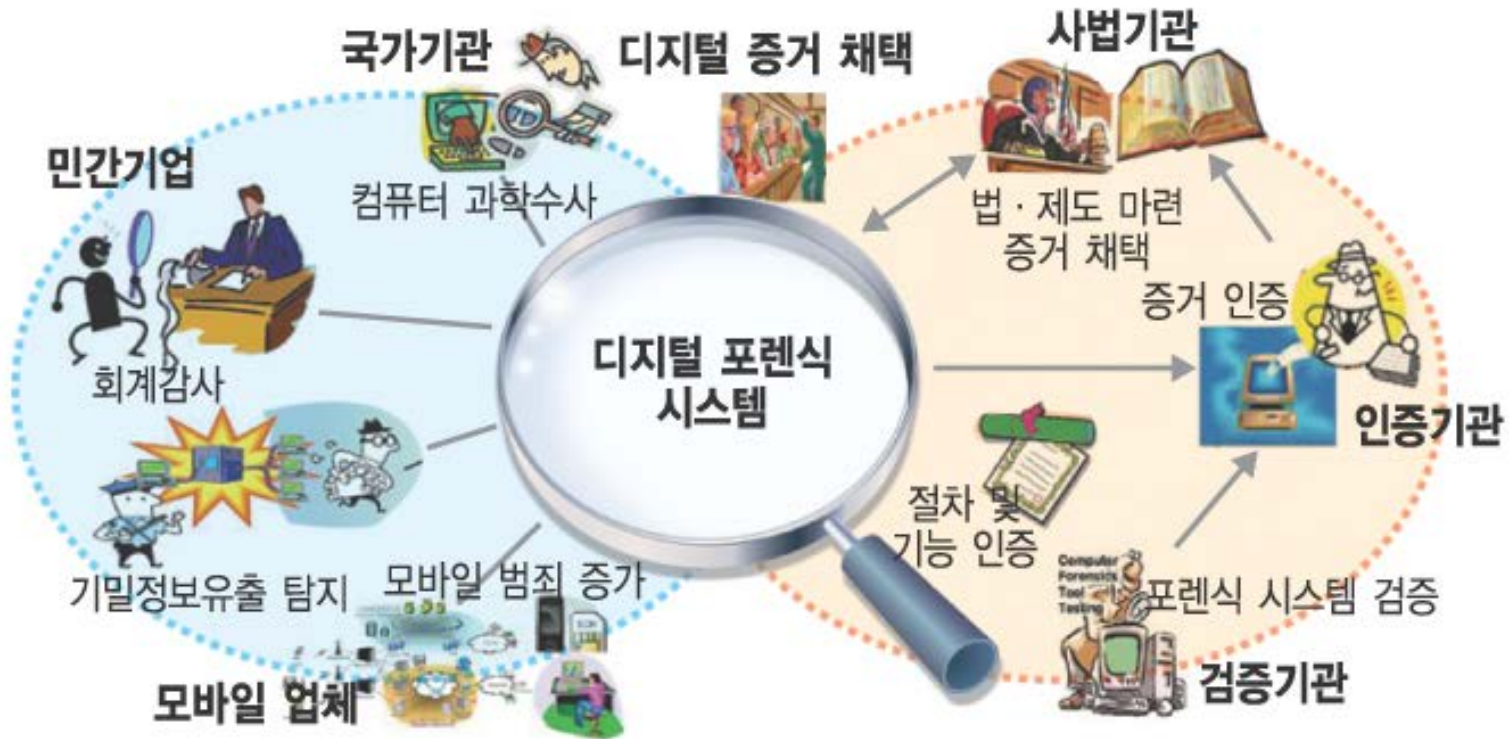 국가기관
디지털 증거 채택
사법기관
민간기업
컴퓨터 과학수사
법 · 제도 마련
증거 채택
증거 인증
회계감사
디지털 포렌식
시스템
인증기관
절차 및
기능 인증
기밀정보유출 탐지
모바일 범죄 증가
Computer
Forensics
Tool
Testing
포렌식 시스템 검증
모바일 업체
검증기관